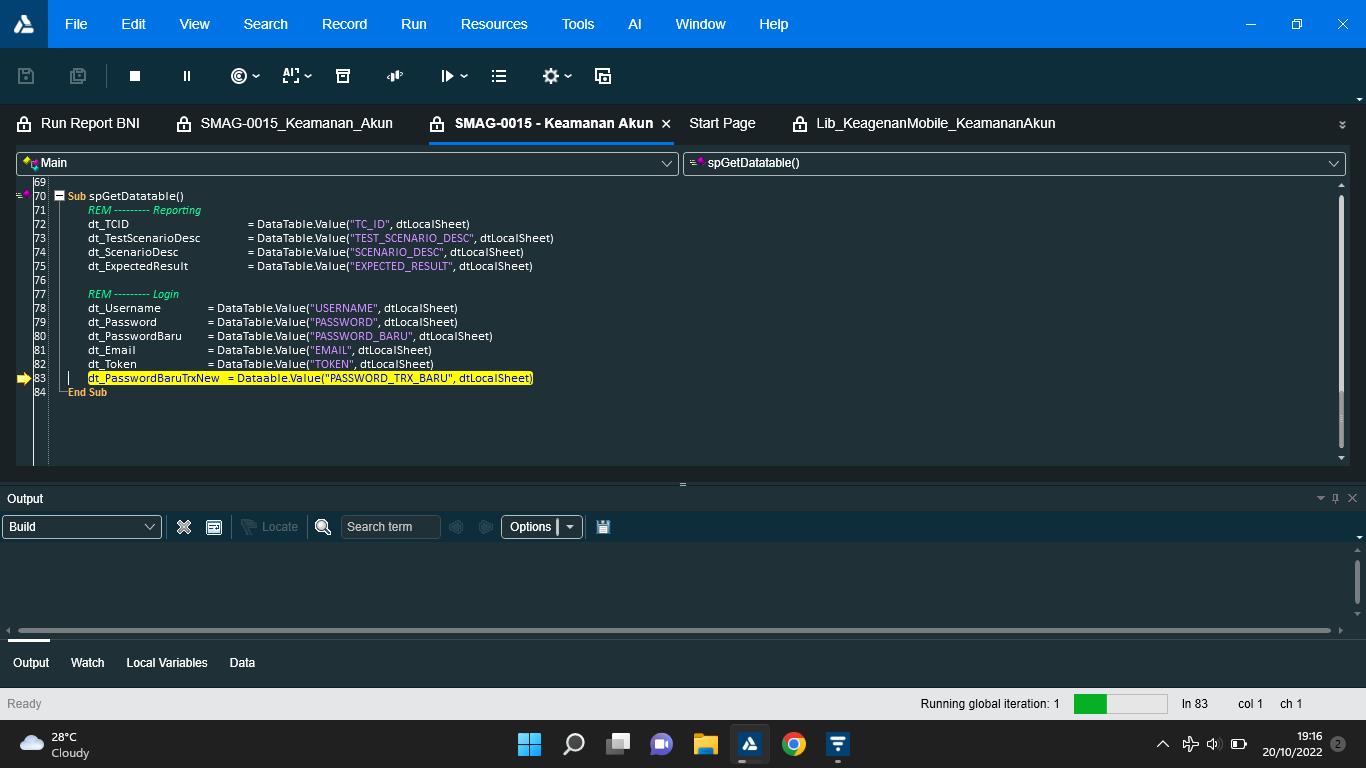 File Edit View Search Record Run Resources Tools AI Window Help
Run Report BNI SMAG-0015_Keamanan_Akun SMAG-0015 - Keamanan Akun Start Page Lib_KeagenanMobile_KeamananAkun
Main spGetDatatable()
69
70 Sub spGetDatatable()
71 REM --------- Reporting
72 dt_TCID = DataTable.Value("TC_ID", dtLocalSheet)
73 dt_TestScenarioDesc = DataTable.Value("TEST_SCENARIO_DESC", dtLocalSheet)
74 dt_ScenarioDesc = DataTable.Value("SCENARIO_DESC", dtLocalSheet)
75 dt_ExpectedResult = DataTable.Value("EXPECTED_RESULT", dtLocalSheet)
76
77 REM --------- Login
78 dt_Username = DataTable.Value("USERNAME", dtLocalSheet)
79 dt_Password = DataTable.Value("PASSWORD", dtLocalSheet)
80 dt_PasswordBaru = DataTable.Value("PASSWORD_BARU", dtLocalSheet)
81 dt_Email = DataTable.Value("EMAIL", dtLocalSheet)
82 dt_Token = DataTable.Value("TOKEN", dtLocalSheet)
83 dt_PasswordBaruTrxNew = Dataable.Value("PASSWORD_TRX_BARU", dtLocalSheet)
84 End Sub
Output
Build Locate Search term Options
Output Watch Local Variables Data
Ready Running global iteration: 1 ln 83 col 1 ch 1
28°C
Cloudy
19:16
20/10/2022
2